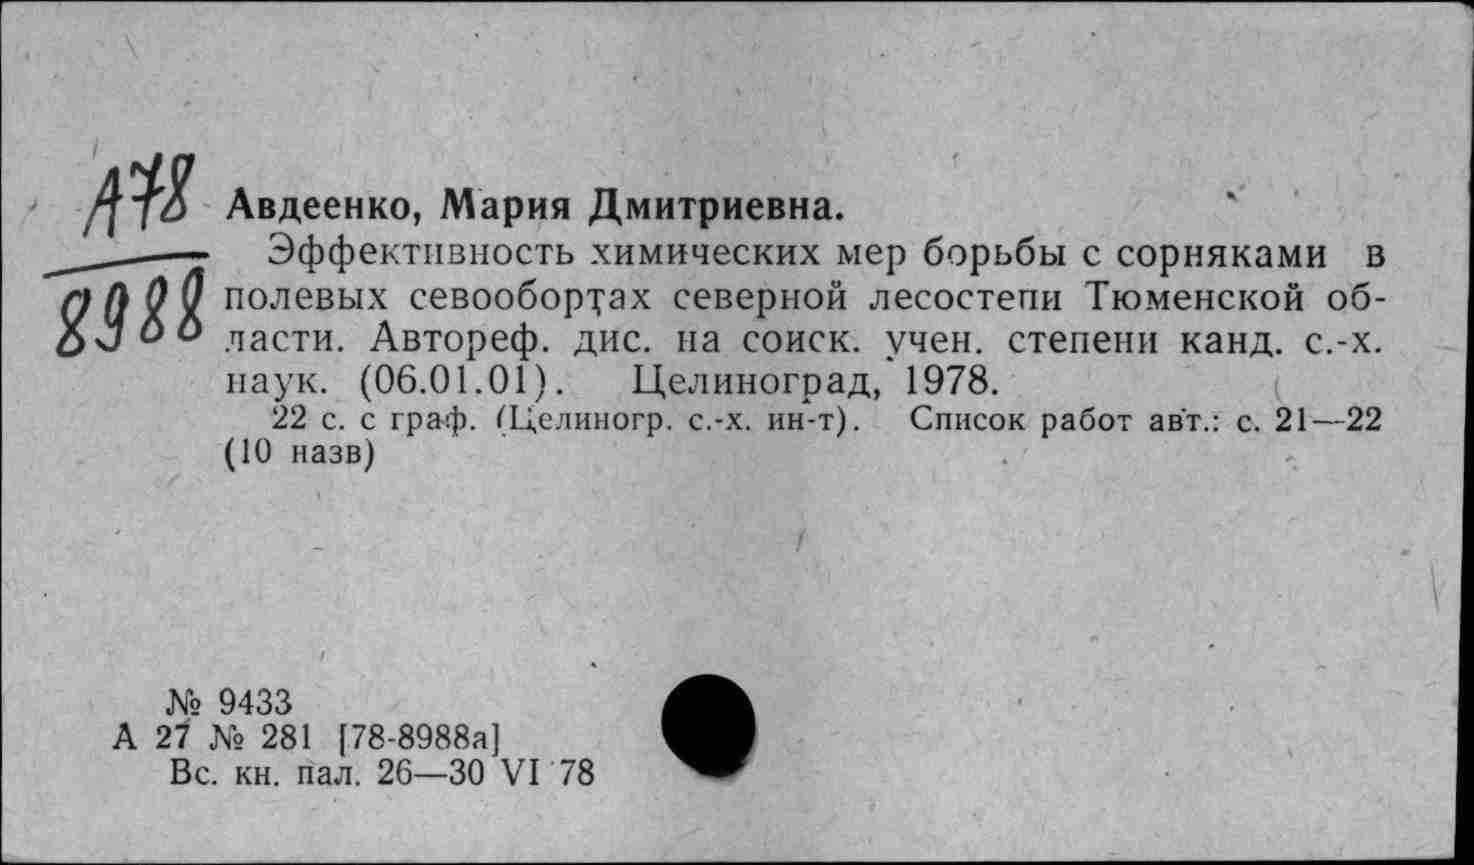 А78
8988
Авдеенко, Мария Дмитриевна.
Эффективность химических мер борьбы с сорняками в
полевых севооборотах северной лесостепи Тюменской об-
ласти. Автореф. дис. на соиск. учен. степени канд. с.-х.
наук. (06.01.01). Целиноград, 1978.
22 с. с граф. (Целиногр. с.-х. ин-т). Список работ авт.: с. 21—22
(10 назв)
№ 9433
А 27 № 281 [78-8988а]
Вс. кн. пал. 26—30 VI 78